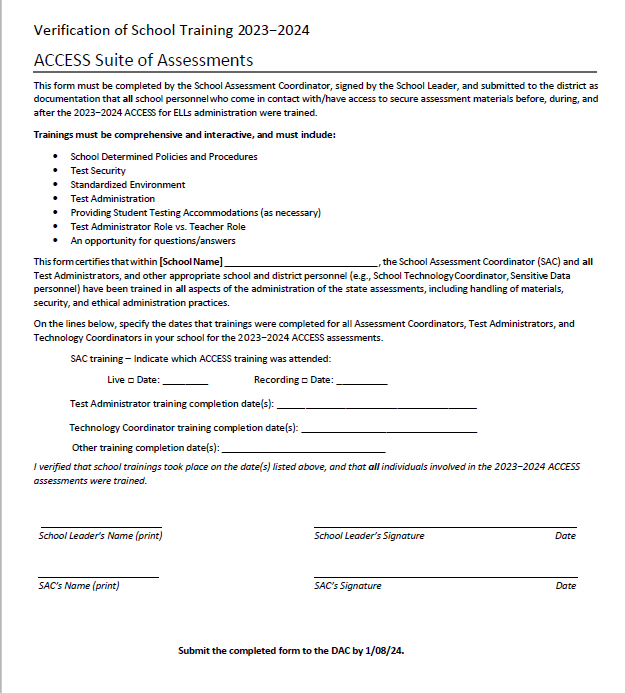 Verification of School Training 2023–2024
ACCESS Suite of Assessments
This form must be completed by the School Assessment Coordinator, signed by the School Leader, and submitted to the district as
documentation that all school personnel who come in contact with/have access to secure assessment materials before, during, and
after the 2023–2024 ACCESS for ELLs administration were trained.
Trainings must be comprehensive and interactive, and must include:
• School Determined Policies and Procedures
• Test Security
• Standardized Environment
• Test Administration
• Providing Student Testing Accommodations (as necessary)
• Test Administrator Role vs. Teacher Role
• An opportunity for questions/answers
This form certifies that within [School Name]______________________________, the School Assessment Coordinator (SAC) and all
Test Administrators, and other appropriate school and district personnel (e.g., School Technology Coordinator, Sensitive Data
personnel) have been trained in all aspects of the administration of the state assessments, including handling of materials,
security, and ethical administration practices.
On the lines below, specify the dates that trainings were completed for all Assessment Coordinators, Test Administrators, and
Technology Coordinators in your school for the 2023–2024 ACCESS assessments.
SAC training – Indicate which ACCESS training was attended:
Live □ Date: _________ Recording □ Date: __________
Test Administrator training completion date(s): ________________________________________
Technology Coordinator training completion date(s): ___________________________________
Other training completion date(s): ________________________________
I verified that school trainings took place on the date(s) listed above, and that all individuals involved in the 2023–2024 ACCESS
assessments were trained.
School Leader's Name (print) School Leader's Signature Date
SAC's Name (print) SAC's Signature Date
Submit the completed form to the DAC by 1/08/24.